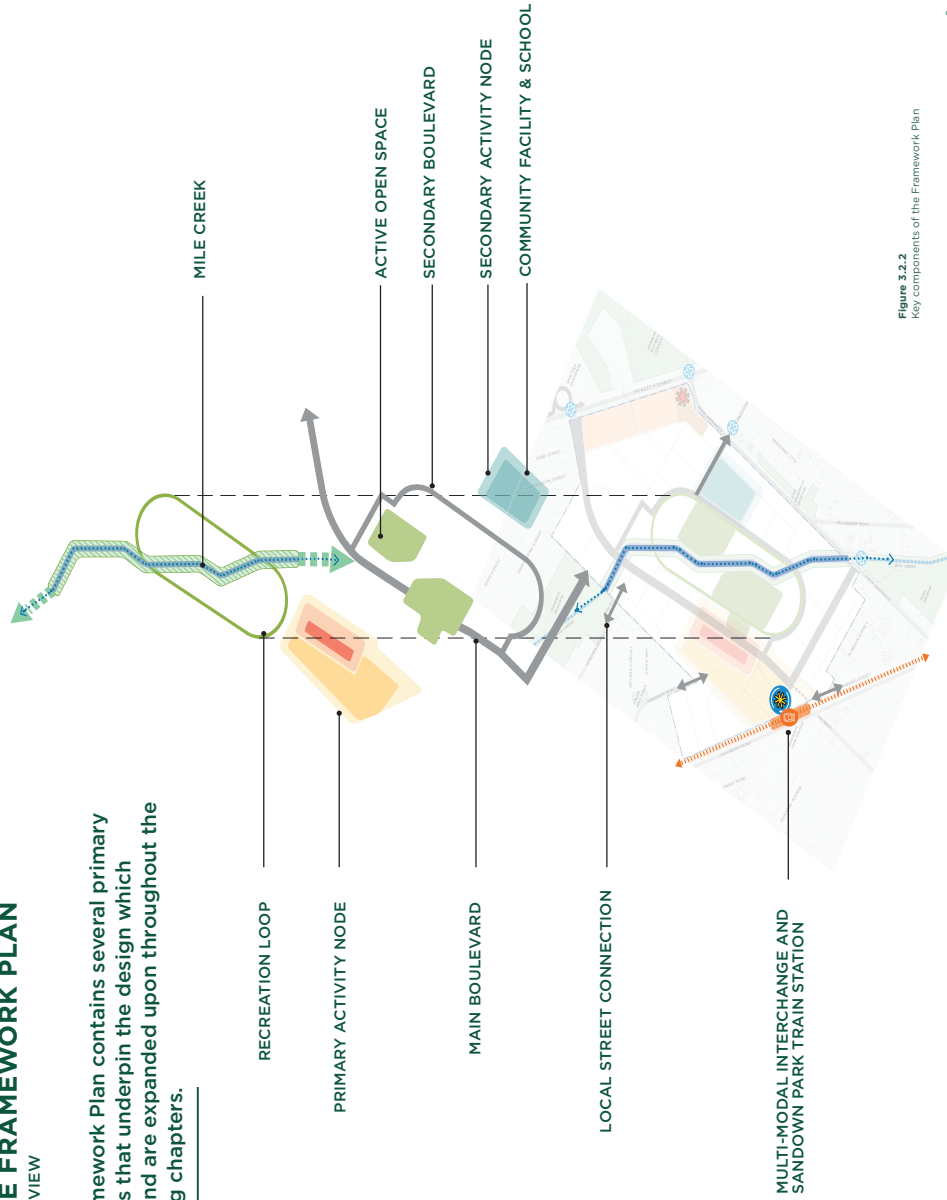 E FRAMEWORK PLAN
VIEW
mework Plan contains several primary
s that underpin the design which
nd are expanded upon throughout the
g chapters.
MILE CREEK
ACTIVE OPEN SPACE
SECONDARY BOULEVARD
SECONDARY ACTIVITY NODE
COMMUNITY FACILITY & SCHOOL
RECREATION LOOP
PRIMARY ACTIVITY NODE
MAIN BOULEVARD
LOCAL STREET CONNECTION
MULTI-MODAL INTERCHANGE AND
SANDOWN PARK TRAIN STATION
Figure 3.2.2
Key components of the Framework Plan